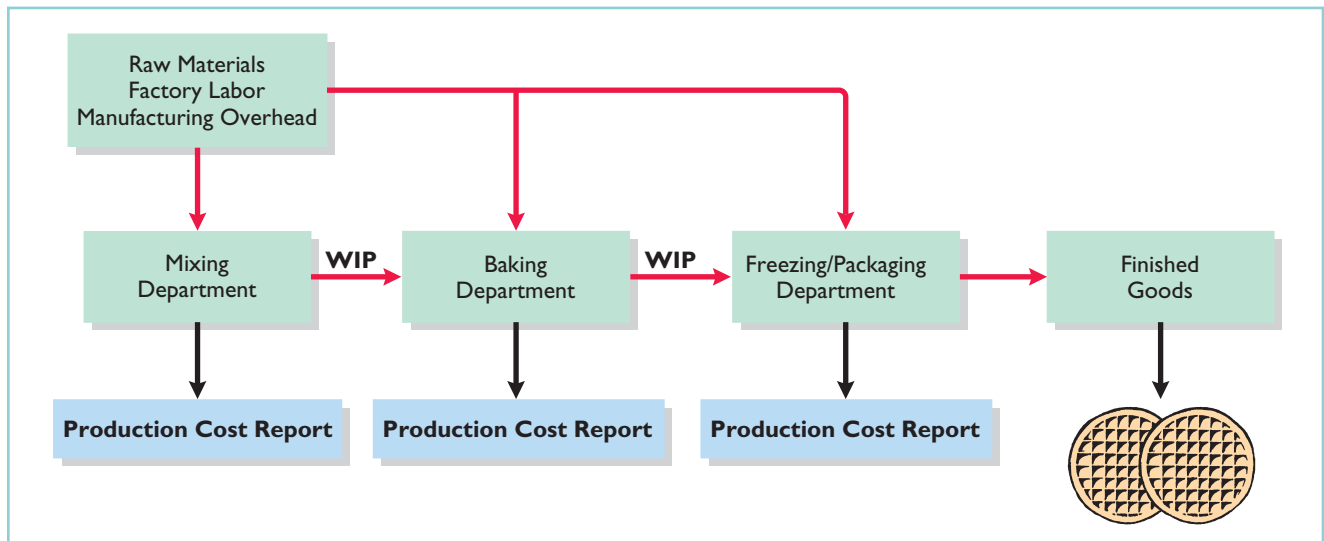 Raw Materials
Factory Labor
Manufacturing Overhead
Mixing
Department
WIP
Baking
Department
WIP
Freezing/Packaging
Department
Finished
Goods
Production Cost Report
Production Cost Report
Production Cost Report